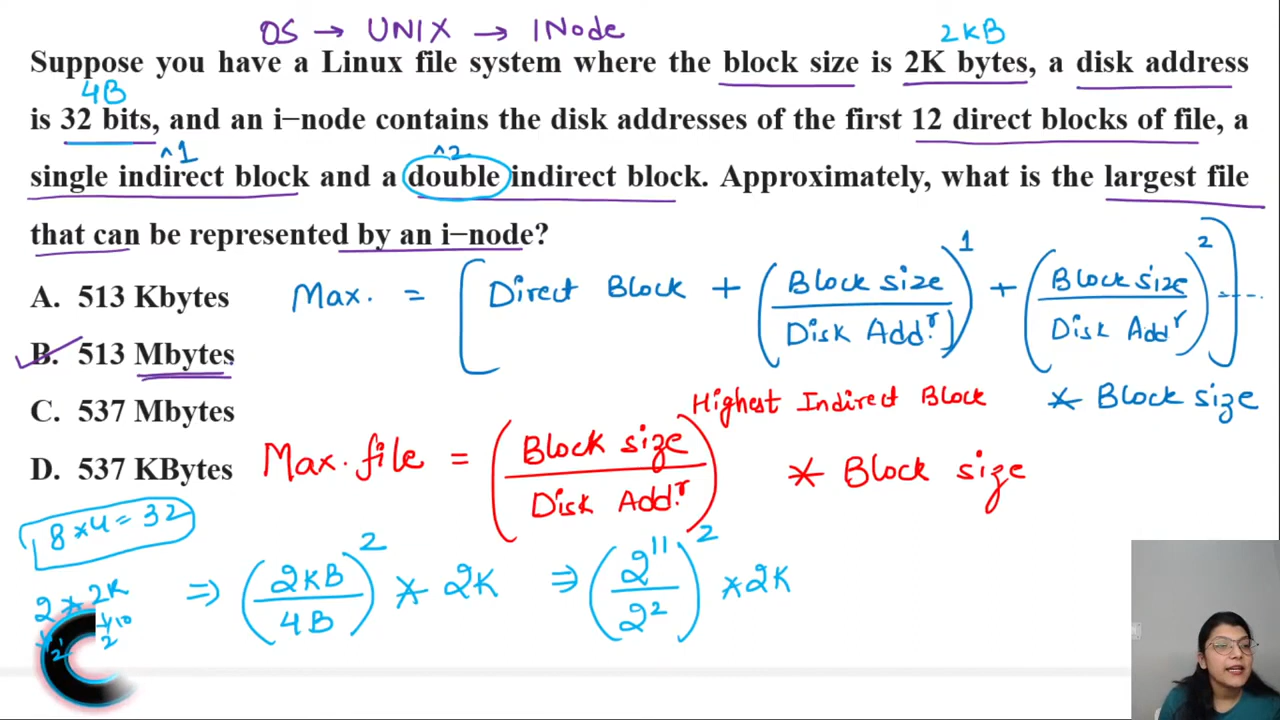 OS → UNIX → INode
2KB
Suppose you have a Linux file system where the block size is 2K bytes, a disk address
4B
is 32 bits, and an i−node contains the disk addresses of the first 12 direct blocks of file, a
^1 ^2
single indirect block and a double indirect block. Approximately, what is the largest file
that can be represented by an i−node?
A. 513 Kbytes
Max. = [Direct Block + (Block size / Disk Addr.)^1 + (Block size / Disk Addr)^2 ....]
B. 513 Mbytes
* Block size
C. 537 Mbytes
Highest Indirect Block
D. 537 KBytes
Max. file = (Block size / Disk Addr.) * Block size
8*4=32
⇒ (2KB / 4B)^2 * 2K ⇒ (2^11 / 2^2)^2 *2K
2 * 2K